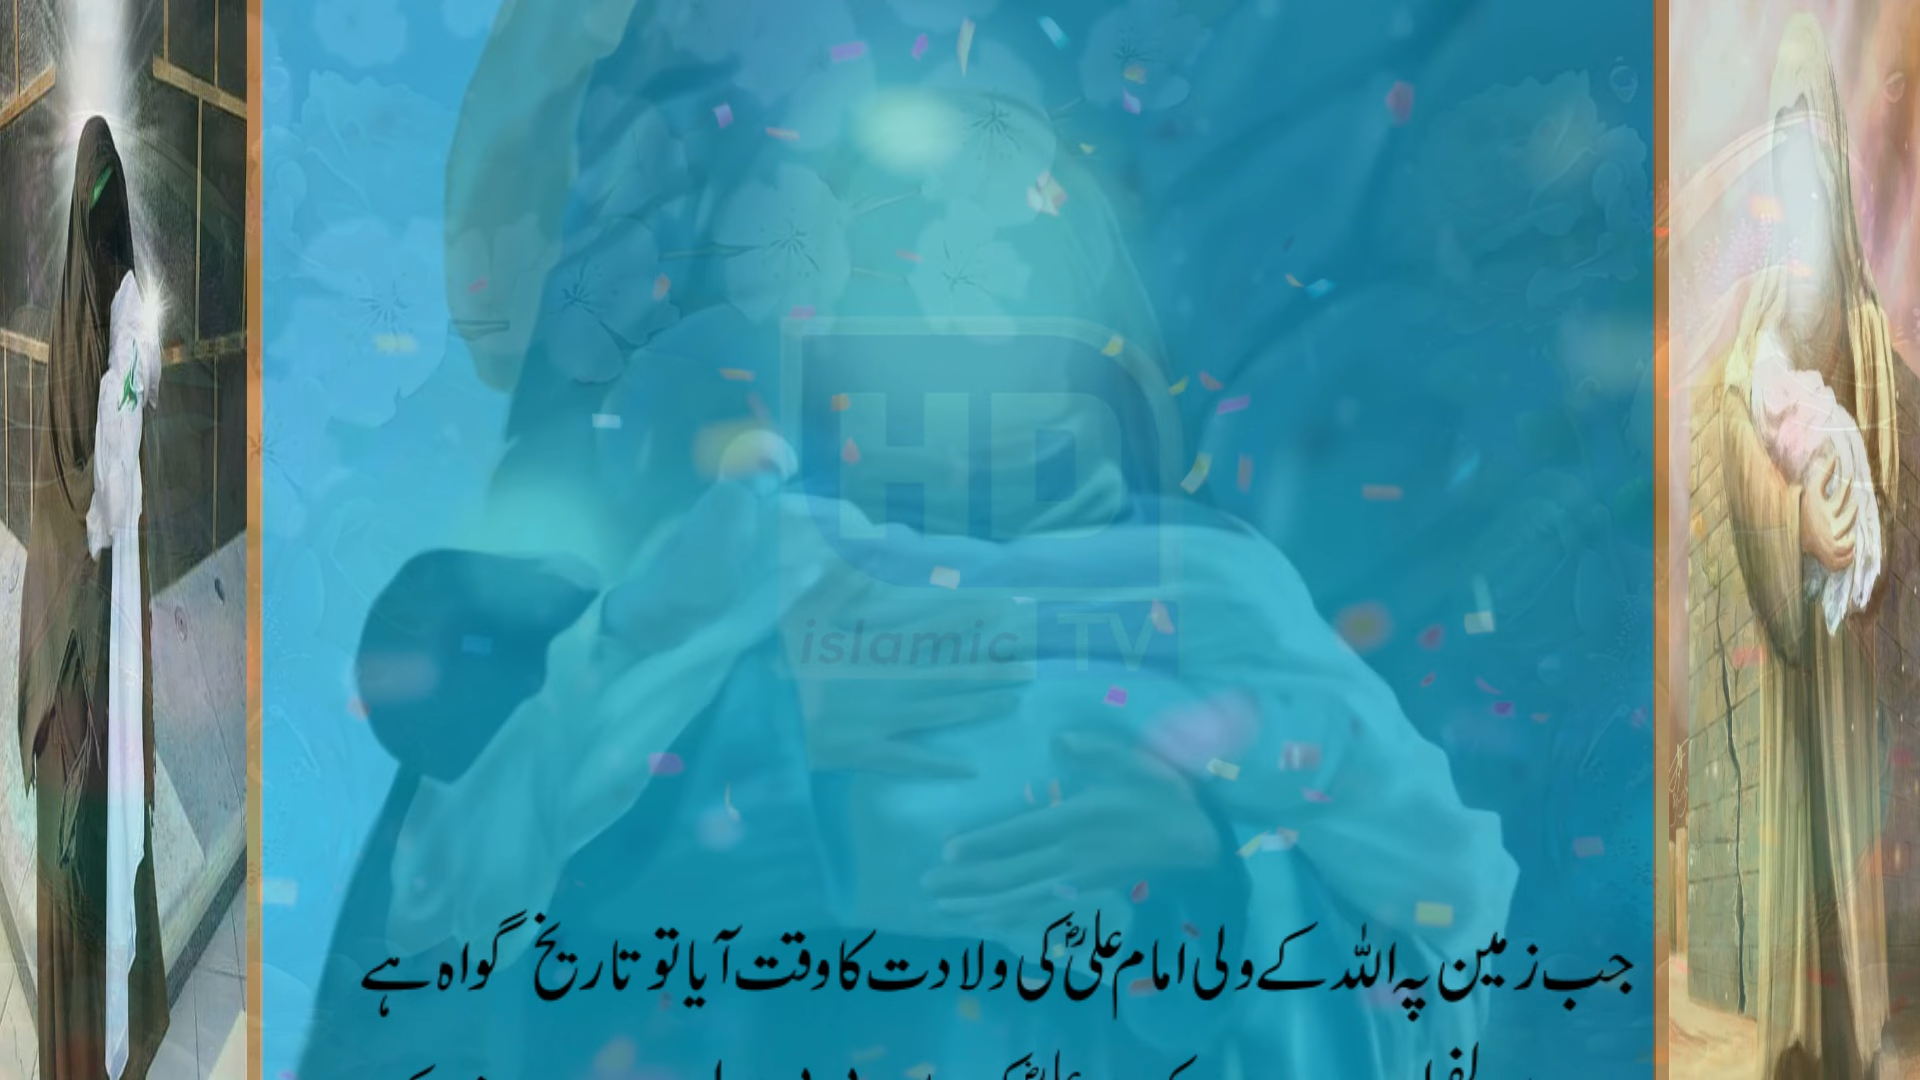 HD
islamic TV
جب زمین پہ اللہ کے ولی امام علیؑ کی ولادت کا وقت آیا تو تاریخ گواہ ہے